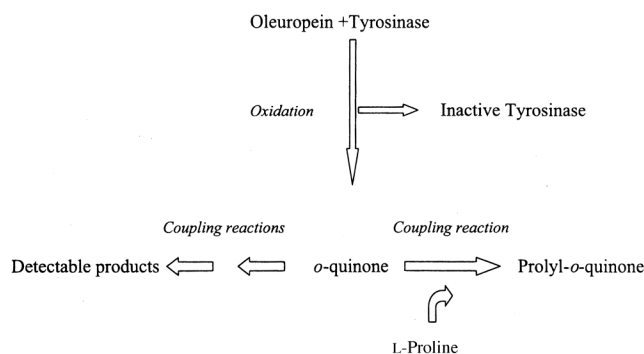 Oleuropein +Tyrosinase
Oxidation
Inactive Tyrosinase
Coupling reactions
Coupling reaction
Detectable products
o-quinone
Prolyl-o-quinone
L-Proline